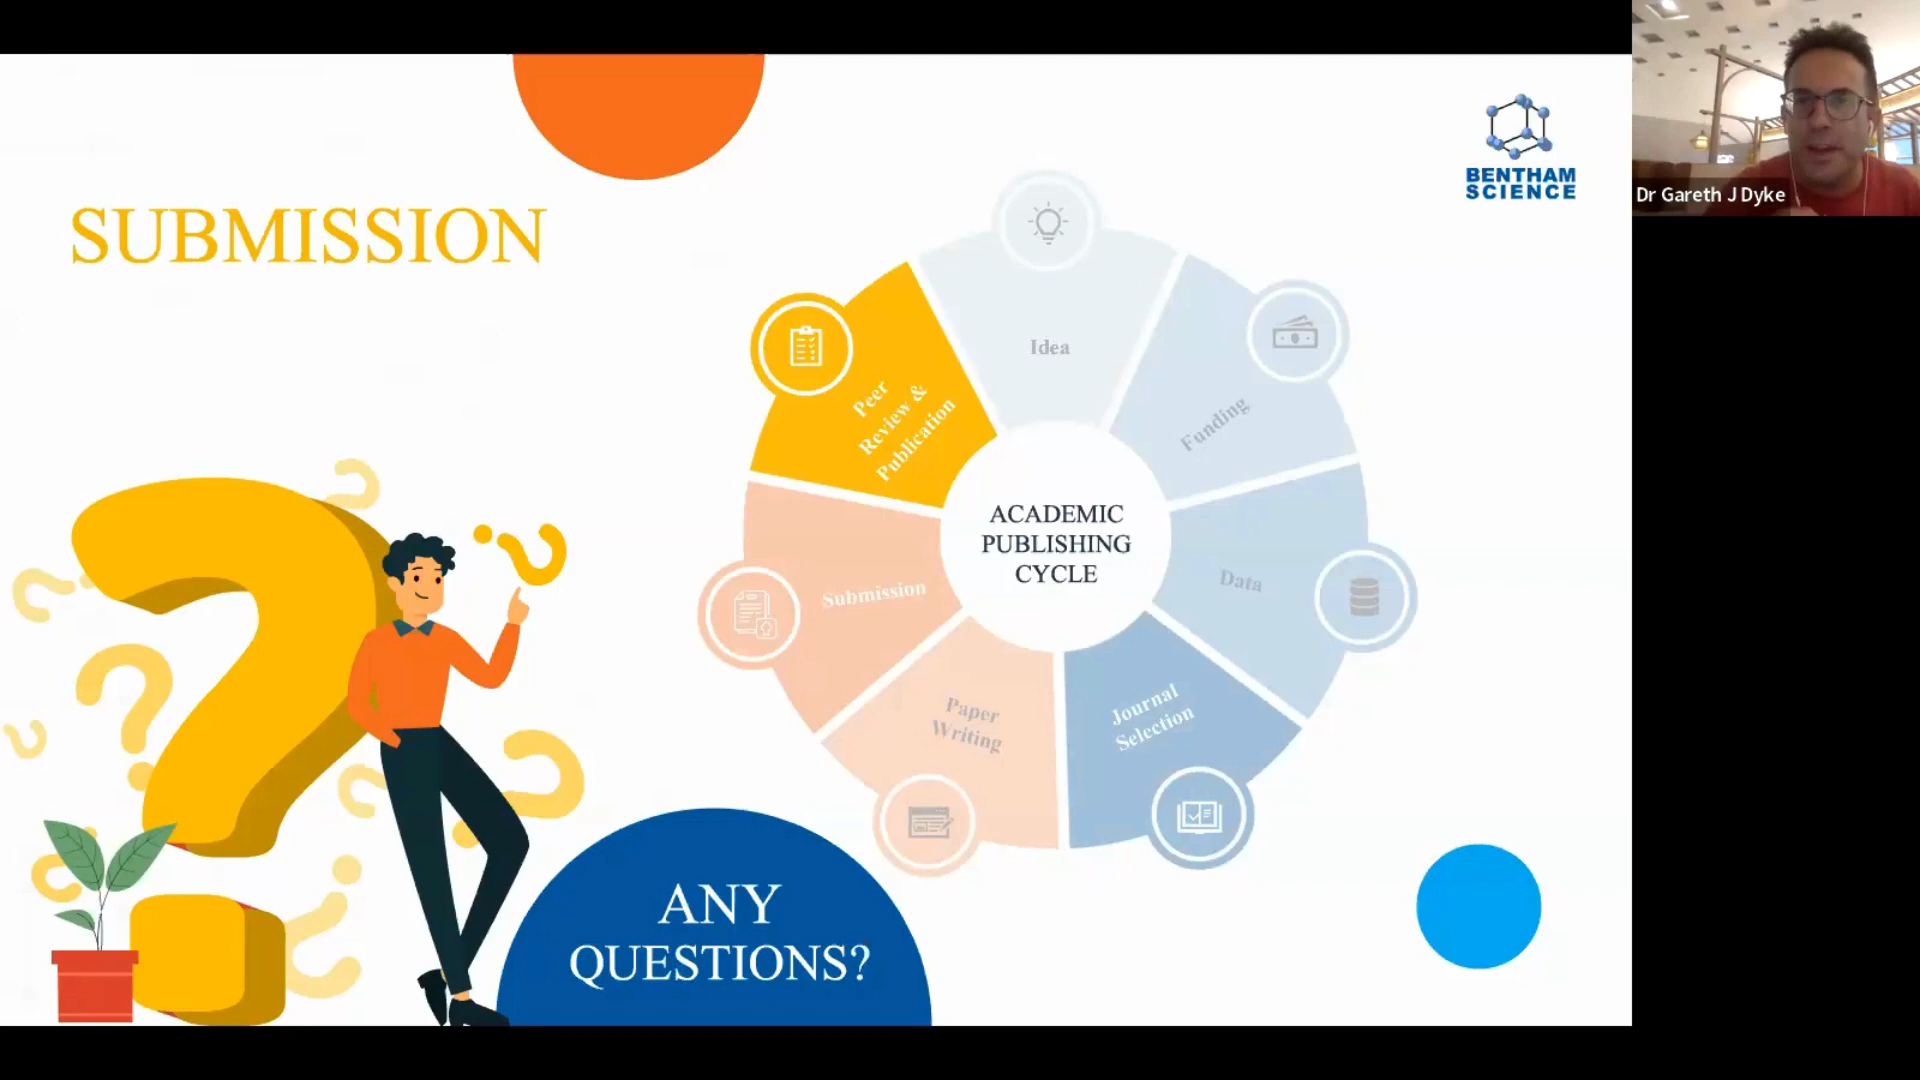 SUBMISSION
BENTHAM
SCIENCE
Dr Gareth J Dyke
Idea
Funding
Data
Journal
Selection
Paper
Writing
Submission
Peer
Review &
Publication
ACADEMIC
PUBLISHING
CYCLE
ANY
QUESTIONS?